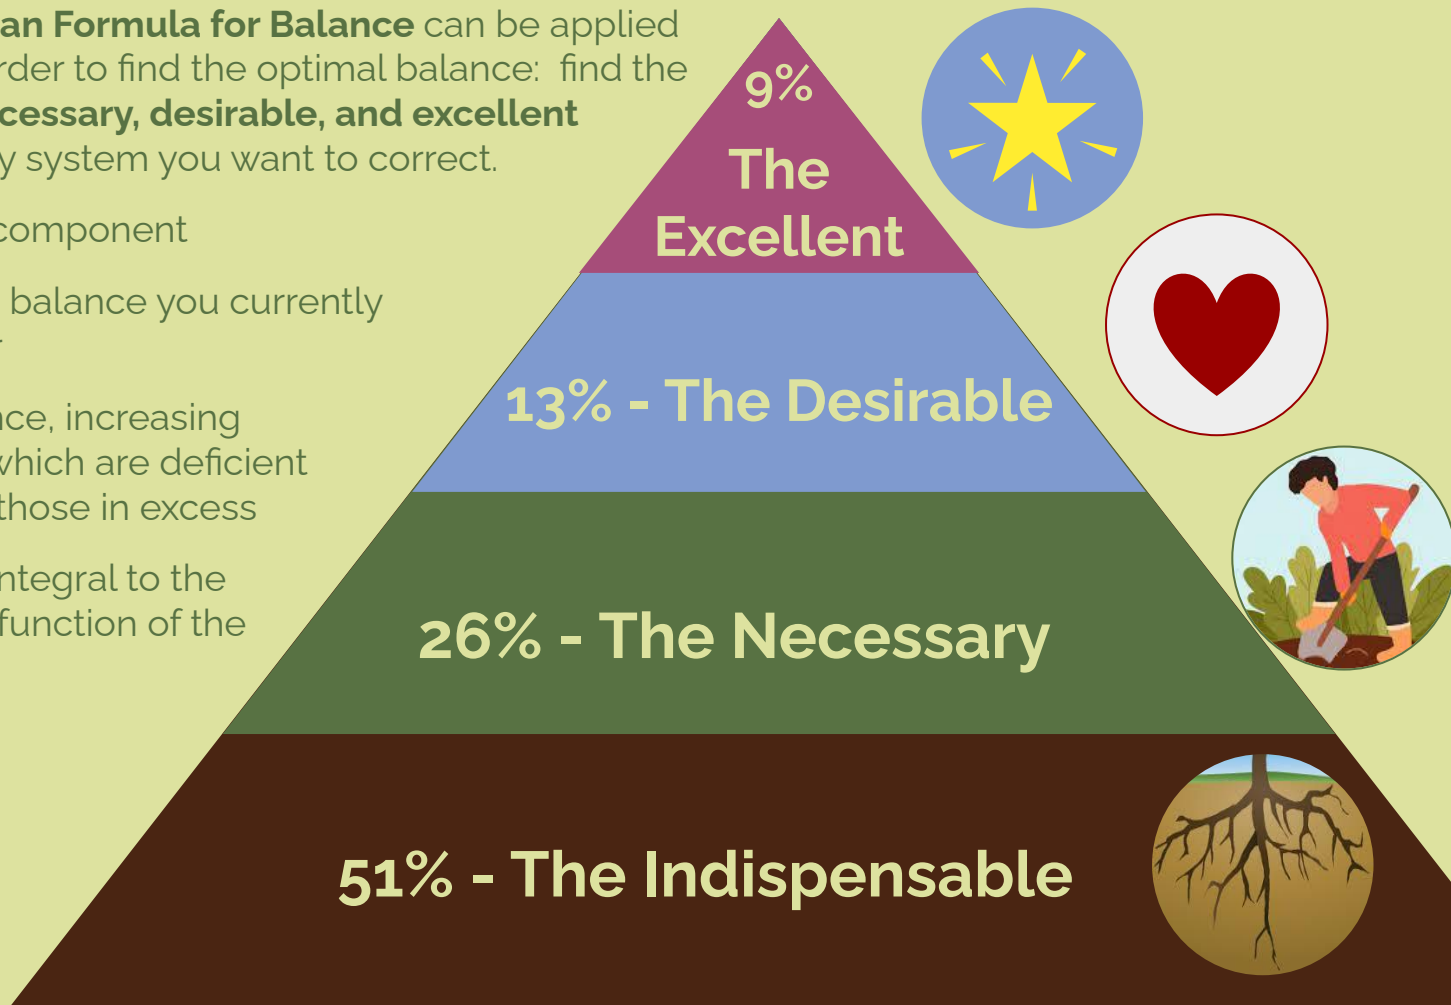 an Formula for Balance can be applied
rder to find the optimal balance: find the
cessary, desirable, and excellent
y system you want to correct.
component
balance you currently
nce, increasing
which are deficient
those in excess
ntegral to the
function of the
9%
The
Excellent
13% - The Desirable
26% - The Necessary
51% - The Indispensable